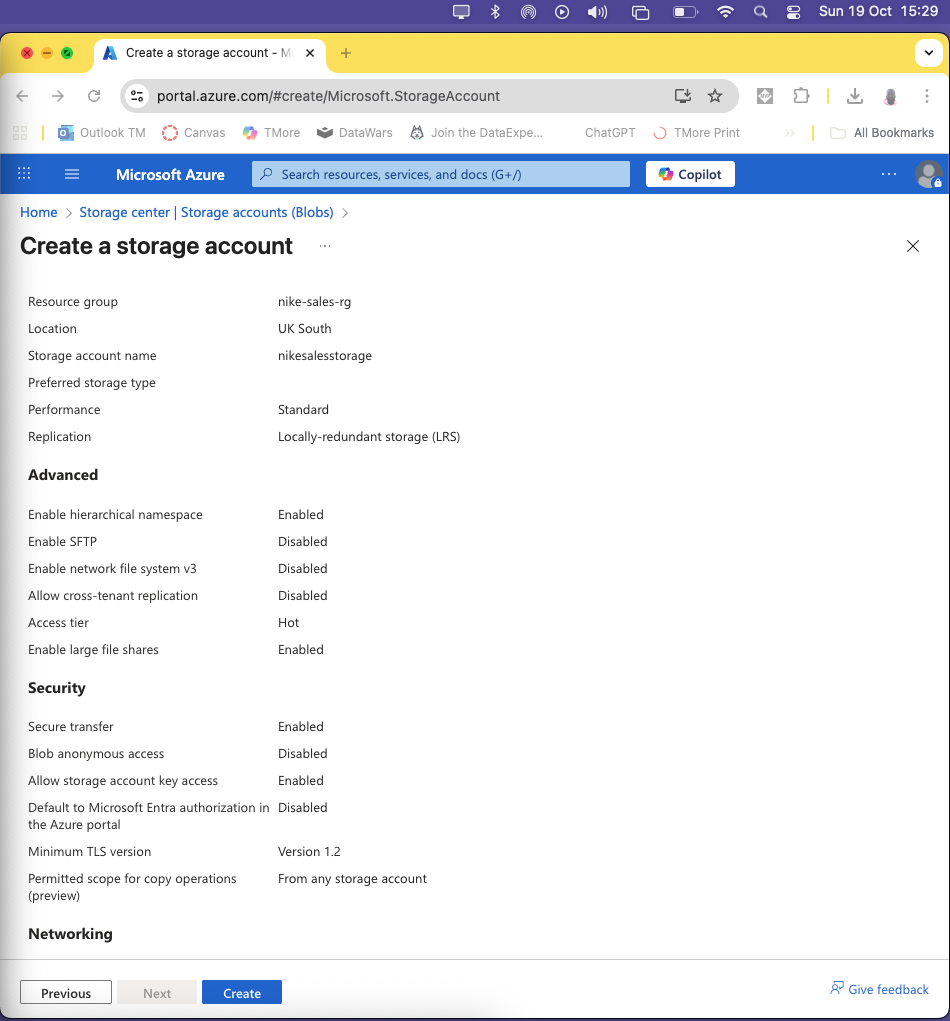 Sun 19 Oct 15:29
Create a storage account - M
portal.azure.com/#create/Microsoft.StorageAccount
Outlook TM Canvas TMore DataWars Join the DataExpe... ChatGPT TMore Print All Bookmarks
Microsoft Azure Search resources, services, and docs (G+/) Copilot
Home > Storage center | Storage accounts (Blobs) >
Create a storage account ...
Resource group nike-sales-rg
Location UK South
Storage account name nikesalesstorage
Preferred storage type
Performance Standard
Replication Locally-redundant storage (LRS)
Advanced
Enable hierarchical namespace Enabled
Enable SFTP Disabled
Enable network file system v3 Disabled
Allow cross-tenant replication Disabled
Access tier Hot
Enable large file shares Enabled
Security
Secure transfer Enabled
Blob anonymous access Disabled
Allow storage account key access Enabled
Default to Microsoft Entra authorization in Disabled
the Azure portal
Minimum TLS version Version 1.2
Permitted scope for copy operations From any storage account
(preview)
Networking
Previous Next Create Give feedback